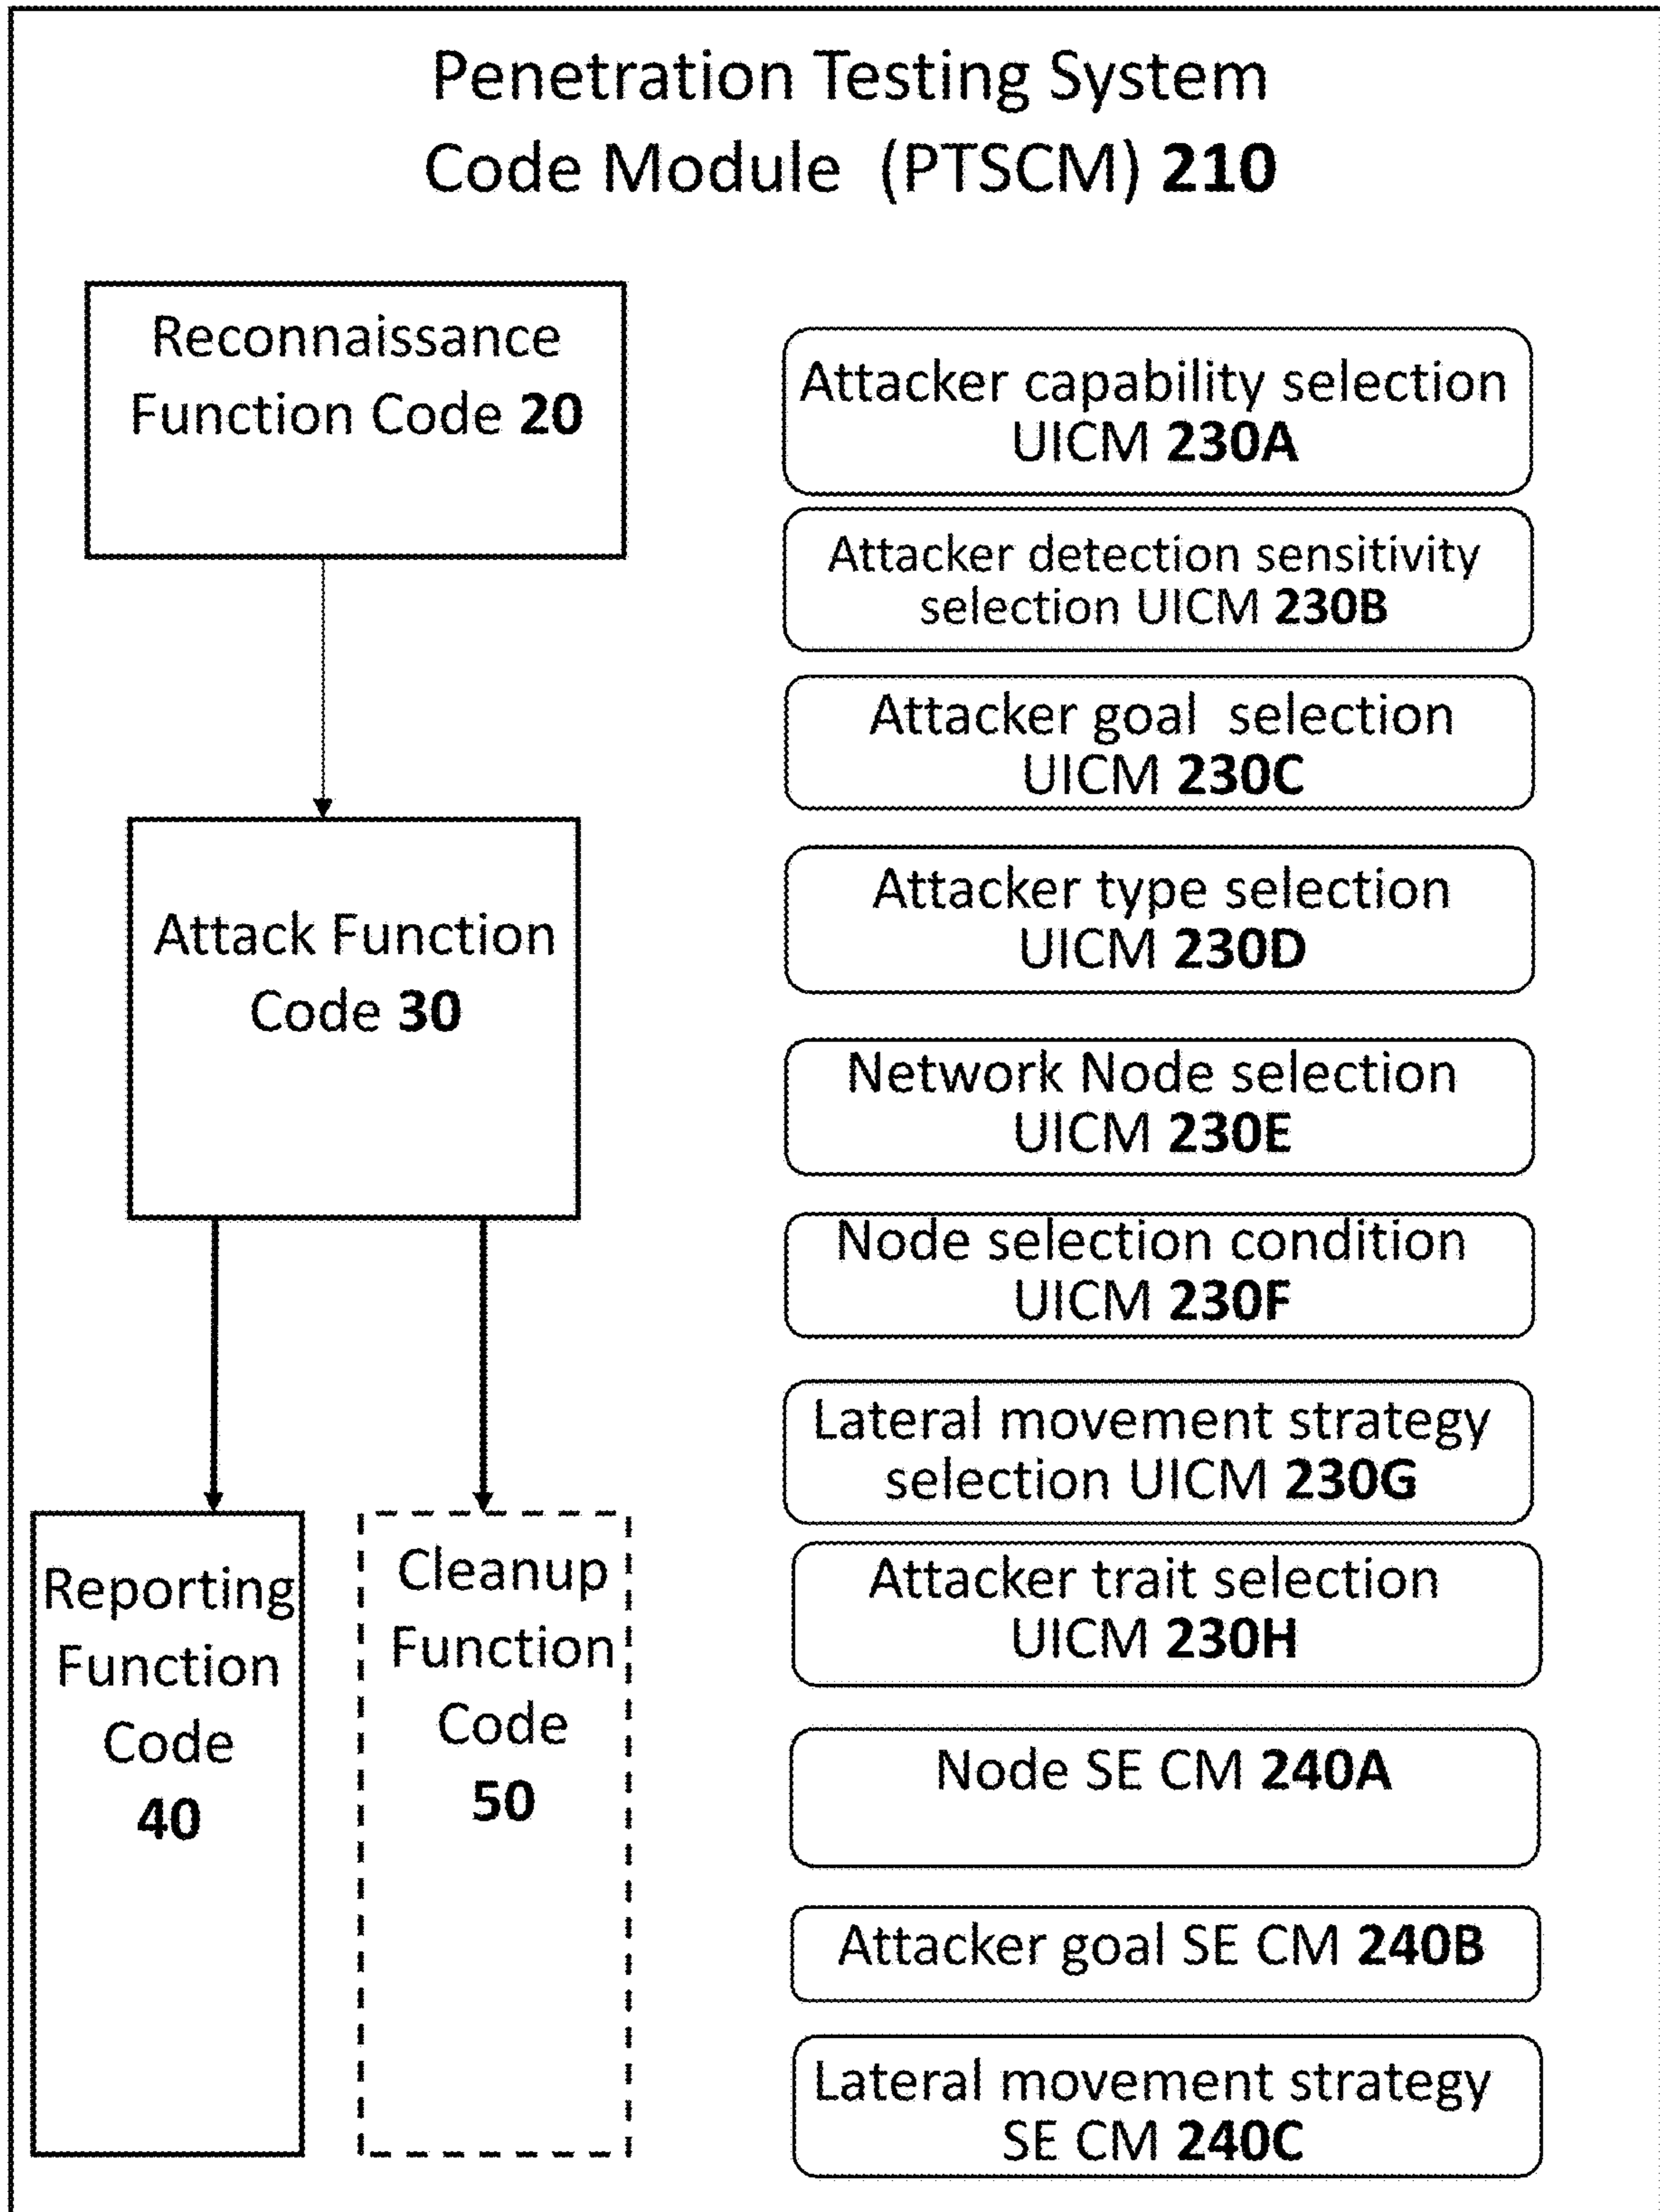 Penetration Testing System
Code Module (PTSCM) 210
Reconnaissance
Function Code 20
Attack Function
Code 30
Reporting
Function
Code
40
Cleanup
Function
Code
50
Attacker capability selection
UICM 230A
Attacker detection sensitivity
selection UICM 230B
Attacker goal selection
UICM 230C
Attacker type selection
UICM 230D
Network Node selection
UICM 230E
Node selection condition
UICM 230F
Lateral movement strategy
selection UICM 230G
Attacker trait selection
UICM 230H
Node SE CM 240A
Attacker goal SE CM 240B
Lateral movement strategy
SE CM 240C